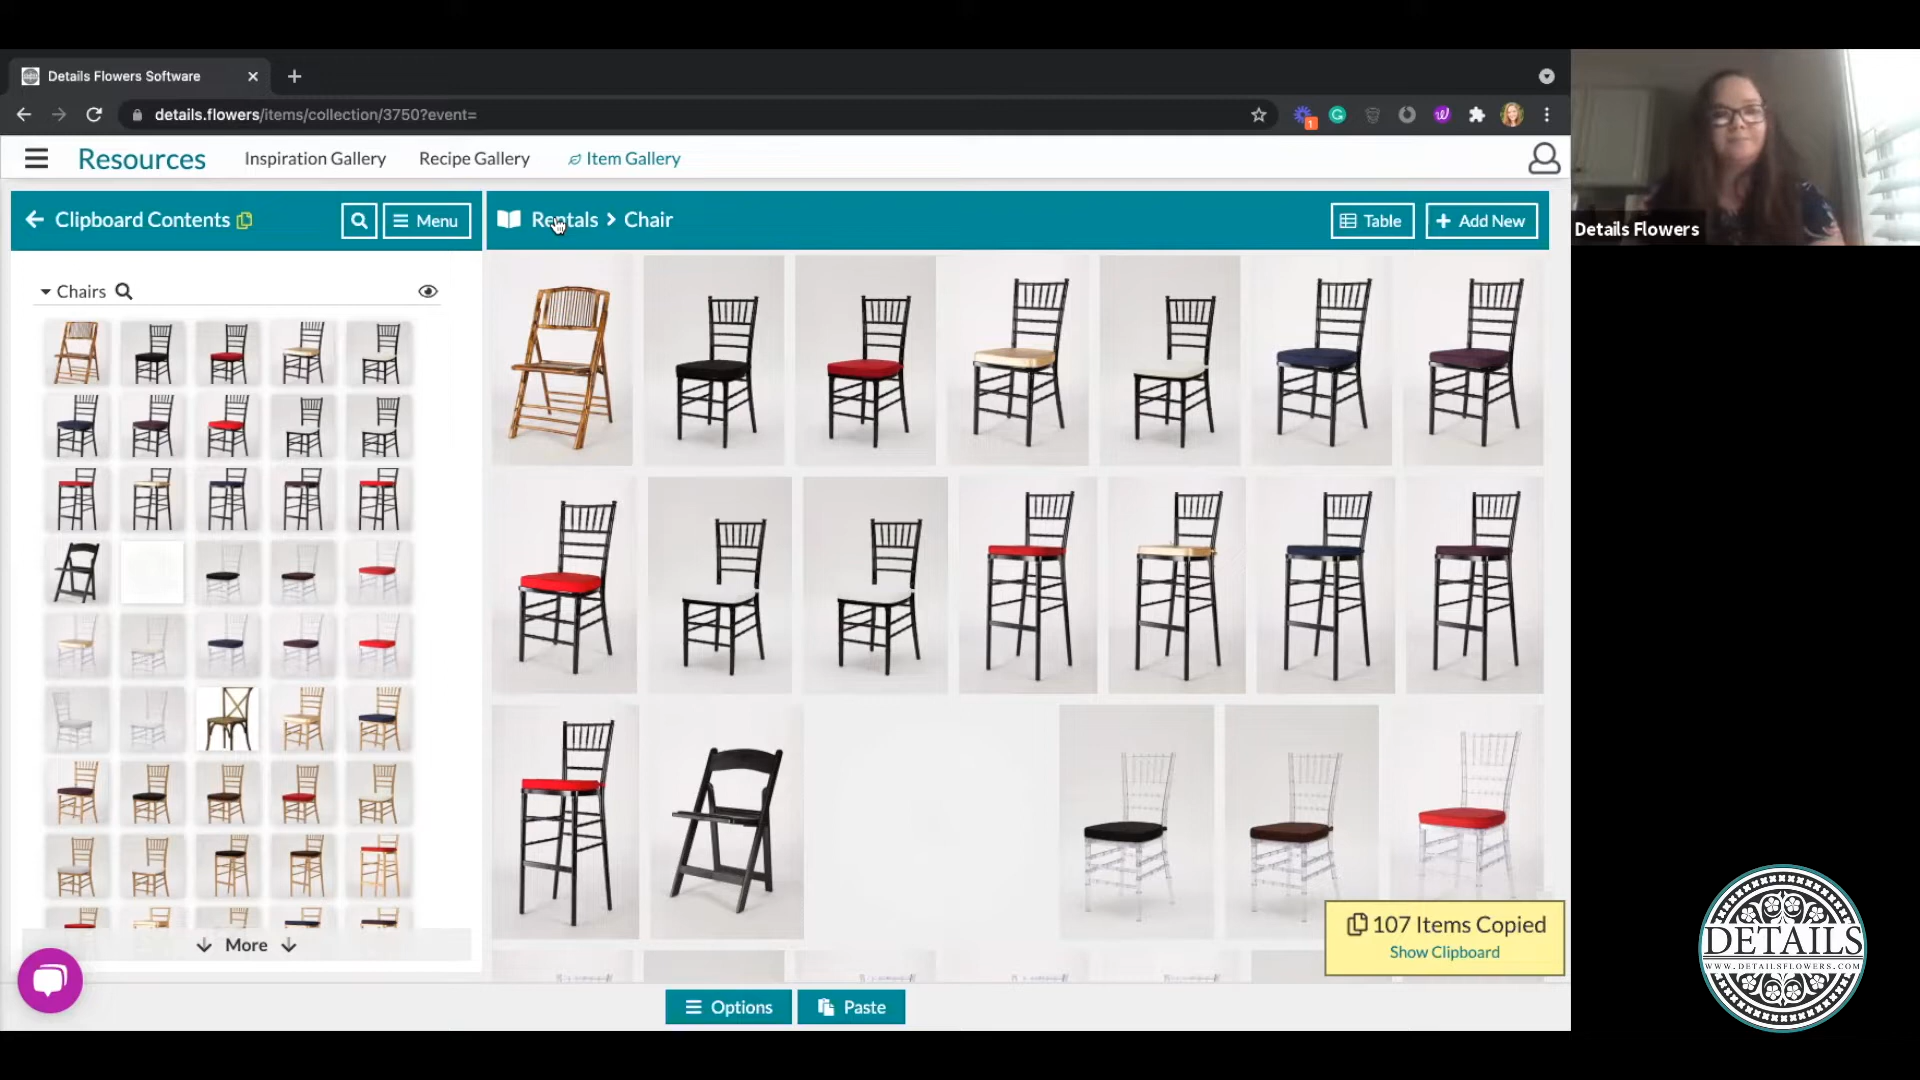 Details Flowers Software
details.flowers/items/collection/3750?event=
1
Resources
Inspiration Gallery
Recipe Gallery
Item Gallery
Clipboard Contents
Menu
Rentals > Chair
Table
+ Add New
Details Flowers
Chairs
More
107 Items Copied
Show Clipboard
Options
Paste
DETAILS
WWW.DETAILSFLOWERS.COM